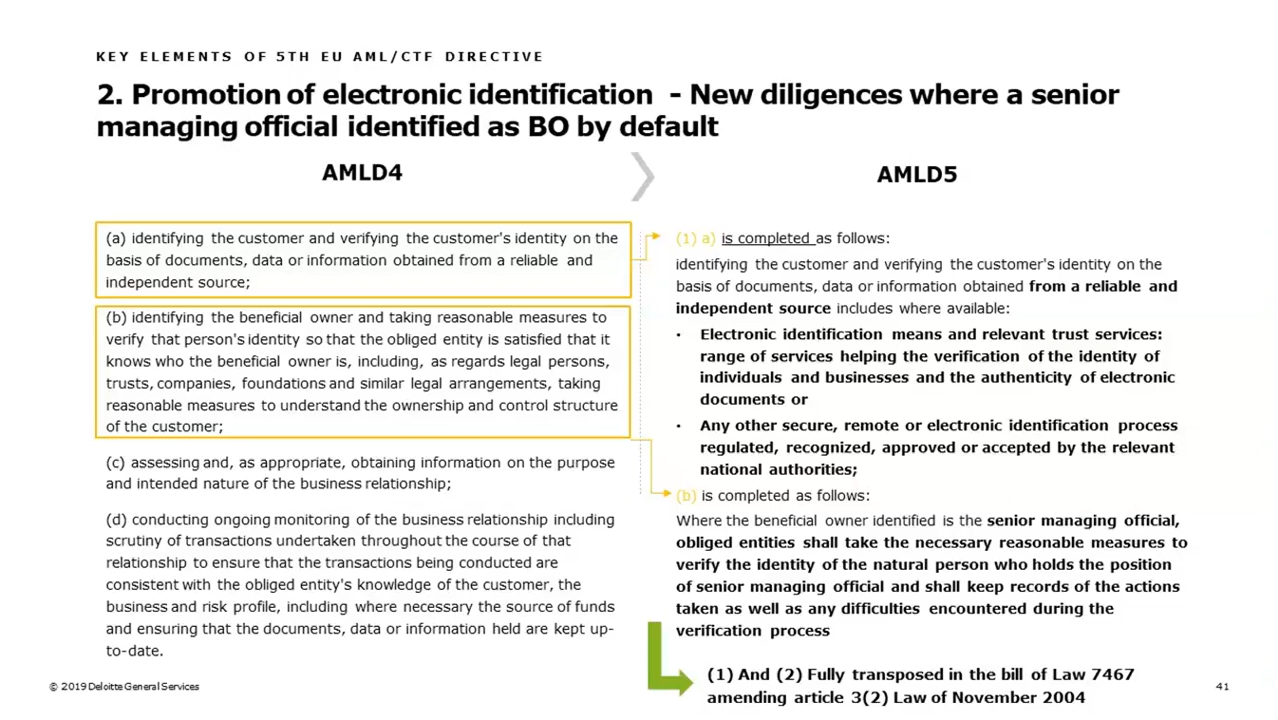 KEY ELEMENTS OF 5TH EU AML/CTF DIRECTIVE
2. Promotion of electronic identification - New diligences where a senior
managing official identified as BO by default
AMLD4
(a) identifying the customer and verifying the customer's identity on the
basis of documents, data or information obtained from a reliable and
independent source;
(b) identifying the beneficial owner and taking reasonable measures to
verify that person's identity so that the obliged entity is satisfied that it
knows who the beneficial owner is, including, as regards legal persons,
trusts, companies, foundations and similar legal arrangements, taking
reasonable measures to understand the ownership and control structure
of the customer;
(c) assessing and, as appropriate, obtaining information on the purpose
and intended nature of the business relationship;
(d) conducting ongoing monitoring of the business relationship including
scrutiny of transactions undertaken throughout the course of that
relationship to ensure that the transactions being conducted are
consistent with the obliged entity's knowledge of the customer, the
business and risk profile, including where necessary the source of funds
and ensuring that the documents, data or information held are kept up-
to-date.
AMLD5
(1) a) is completed as follows:
identifying the customer and verifying the customer's identity on the
basis of documents, data or information obtained from a reliable and
independent source includes where available:
• Electronic identification means and relevant trust services:
range of services helping the verification of the identity of
individuals and businesses and the authenticity of electronic
documents or
• Any other secure, remote or electronic identification process
regulated, recognized, approved or accepted by the relevant
national authorities;
(b) is completed as follows:
Where the beneficial owner identified is the senior managing official,
obliged entities shall take the necessary reasonable measures to
verify the identity of the natural person who holds the position
of senior managing official and shall keep records of the actions
taken as well as any difficulties encountered during the
verification process
(1) And (2) Fully transposed in the bill of Law 7467
amending article 3(2) Law of November 2004
© 2019 Deloitte General Services
41